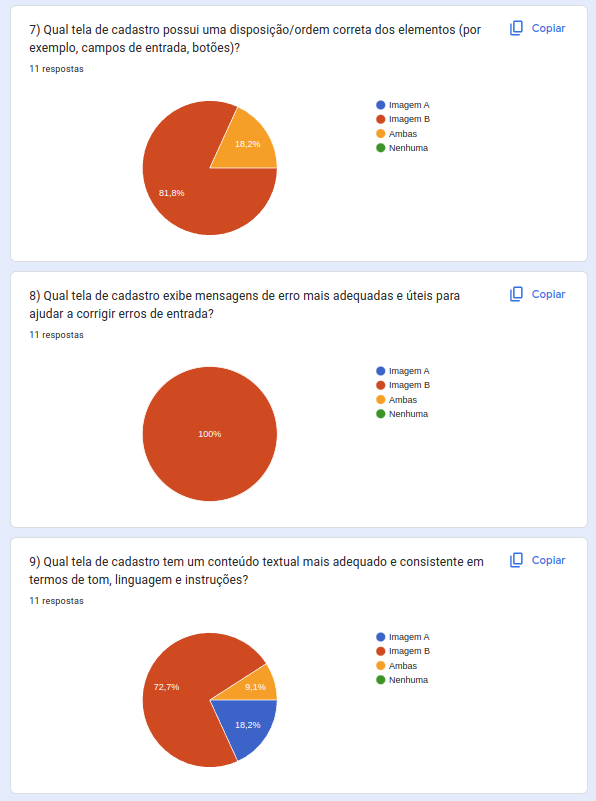 7) Qual tela de cadastro possui uma disposição/ordem correta dos elementos (por
exemplo, campos de entrada, botões)?
Copiar
11 respostas
Imagem A
Imagem B
Ambas
Nenhuma
18,2%
81,8%
8) Qual tela de cadastro exibe mensagens de erro mais adequadas e úteis para
ajudar a corrigir erros de entrada?
Copiar
11 respostas
Imagem A
Imagem B
Ambas
Nenhuma
100%
9) Qual tela de cadastro tem um conteúdo textual mais adequado e consistente em
termos de tom, linguagem e instruções?
Copiar
11 respostas
Imagem A
Imagem B
Ambas
Nenhuma
72,7%
9,1%
18,2%